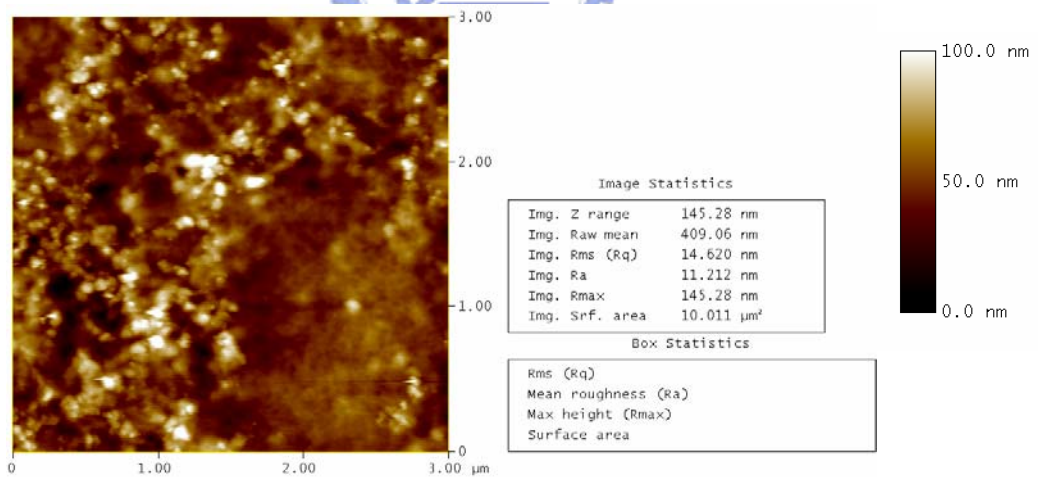 3.00
2.00
1.00
0
0 1.00 2.00 3.00 µm
100.0 nm
50.0 nm
0.0 nm
Image Statistics
Img. Z range 145.28 nm
Img. Raw mean 409.06 nm
Img. Rms (Rq) 14.620 nm
Img. Ra 11.212 nm
Img. Rmax 145.28 nm
Img. Srf. area 10.011 µm²
Box Statistics
Rms (Rq)
Mean roughness (Ra)
Max height (Rmax)
Surface area